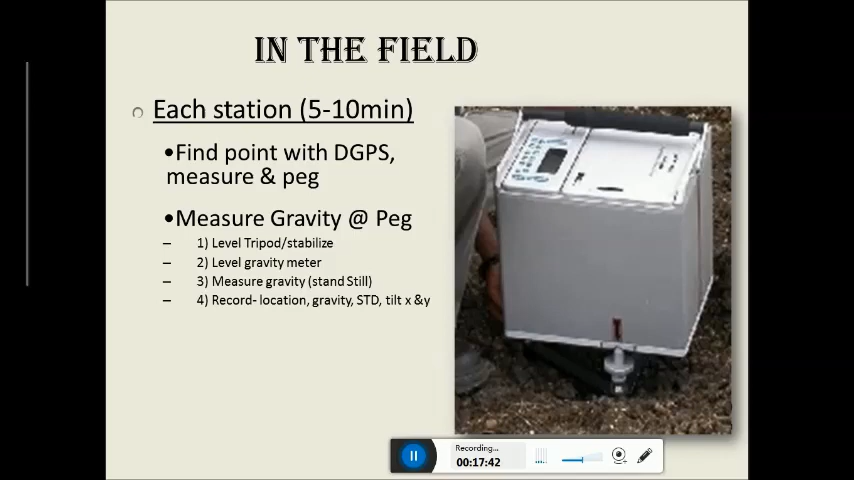 IN THE FIELD
Each station (5-10min)
•Find point with DGPS,
measure & peg
•Measure Gravity @ Peg
– 1) Level Tripod/stabilize
– 2) Level gravity meter
– 3) Measure gravity (stand Still)
– 4) Record- location, gravity, STD, tilt x &y
Recording...
00:17:42